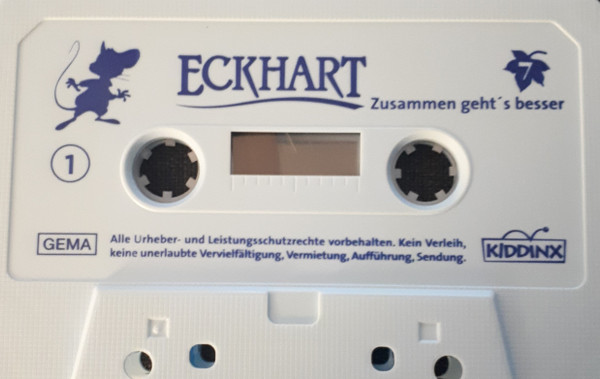 ECKHART
7
Zusammen geht´s besser
1
GEMA
Alle Urheber- und Leistungsschutzrechte vorbehalten. Kein Verleih,
keine unerlaubte Vervielfältigung, Vermietung, Aufführung, Sendung.
KIDDINX